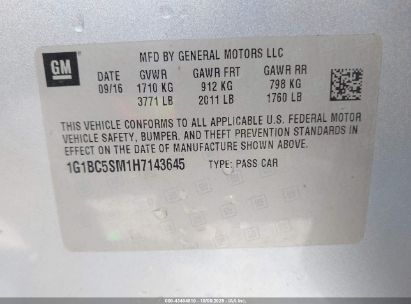 GM
MFD BY GENERAL MOTORS LLC
DATE GVWR GAWR FRT GAWR RR
09/16 1710 KG 912 KG 798 KG
3771 LB 2011 LB 1760 LB
THIS VEHICLE CONFORMS TO ALL APPLICABLE U.S. FEDERAL MOTOR
VEHICLE SAFETY, BUMPER, AND THEFT PREVENTION STANDARDS IN
EFFECT ON THE DATE OF MANUFACTURE SHOWN ABOVE.
1G1BC5SM1H7143645 TYPE: PASS CAR